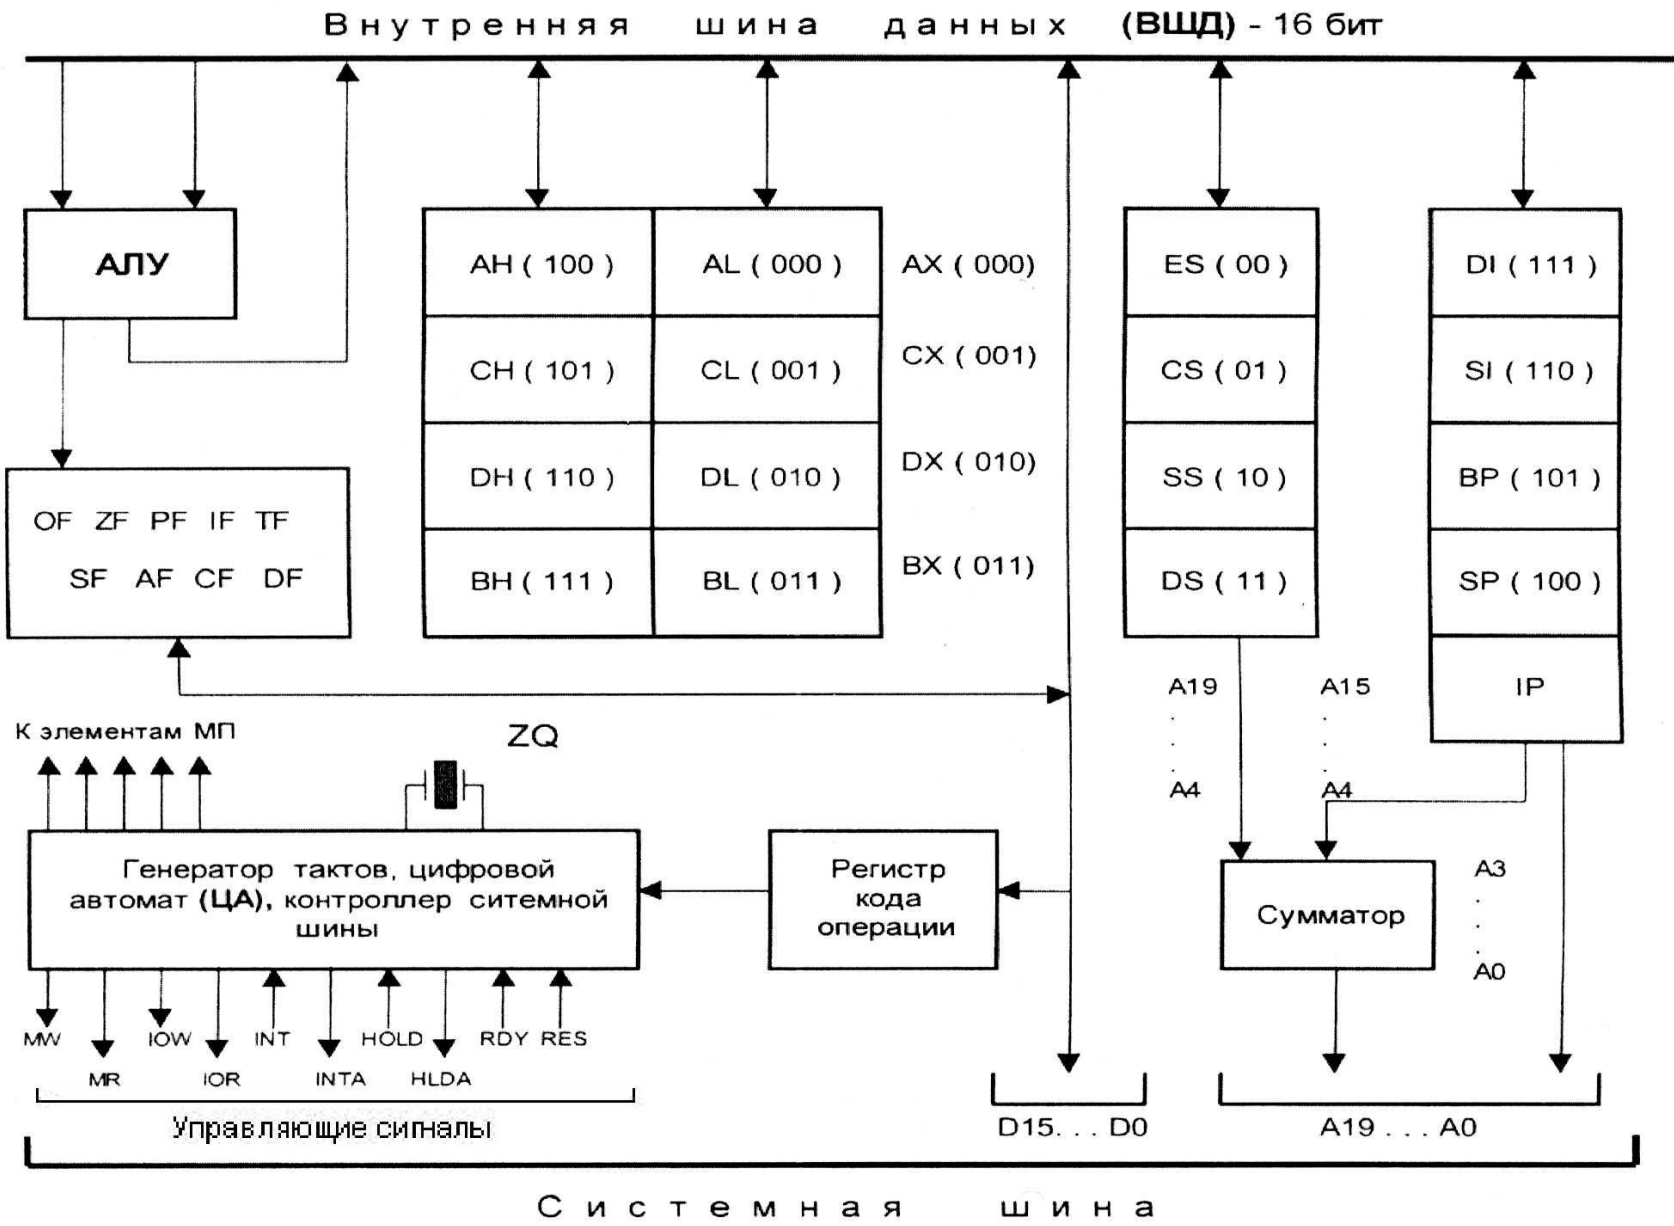 Внутренняя шина данных (ВШД) - 16 бит
АЛУ
AH ( 100 ) AL ( 000 ) AX ( 000)
CH ( 101 ) CL ( 001 ) CX ( 001)
DH ( 110 ) DL ( 010 ) DX ( 010)
BH ( 111 ) BL ( 011 ) BX ( 011)
ES ( 00 )
CS ( 01 )
SS ( 10 )
DS ( 11 )
DI ( 111 )
SI ( 110 )
BP ( 101 )
SP ( 100 )
IP
OF ZF PF IF TF
SF AF CF DF
A19
.
.
A4
A15
.
.
A4
К элементам МП
ZQ
Генератор тактов, цифровой
автомат (ЦА), контроллер ситемной
шины
Регистр
кода
операции
Сумматор
A3
.
.
.
A0
MW IOW INT HOLD RDY RES
MR IOR INTA HLDA
Управляющие сигналы
D15. . . D0
A19 . . . A0
Системная шина